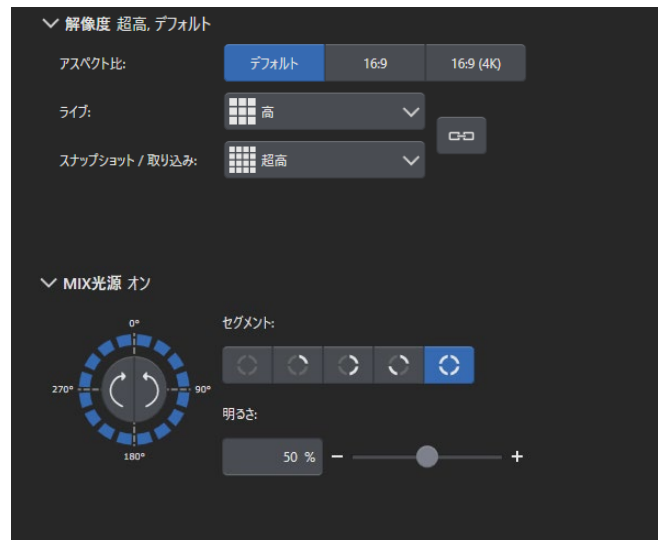 解像度 超高, デフォルト
アスペクト比: デフォルト 16:9 16:9 (4K)
ライブ: 高
スナップショット / 取り込み: 超高
MIX光源 オン
セグメント:
0°
270° 90°
180°
明るさ:
50 % − +